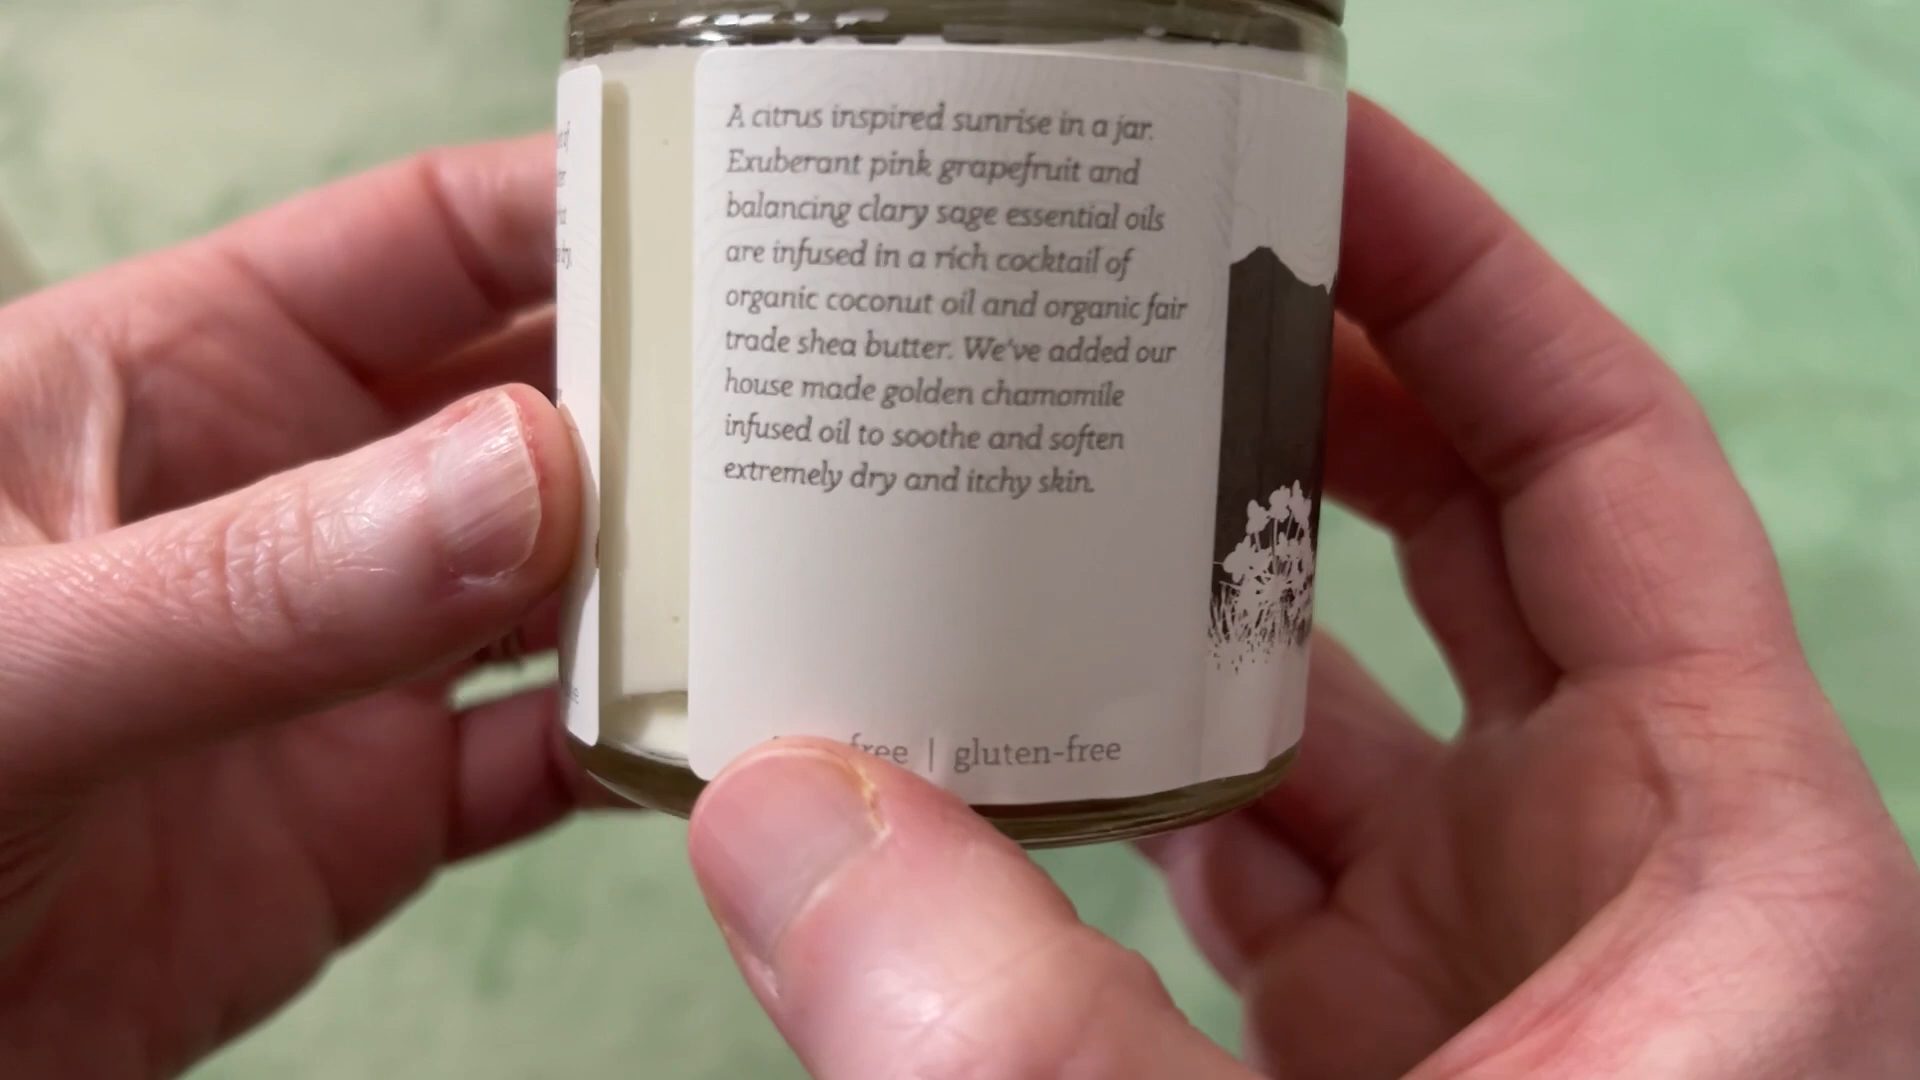 A citrus inspired sunrise in a jar.
Exuberant pink grapefruit and
balancing clary sage essential oils
are infused in a rich cocktail of
organic coconut oil and organic fair
trade shea butter. We've added our
house made golden chamomile
infused oil to soothe and soften
extremely dry and itchy skin.
free | gluten-free